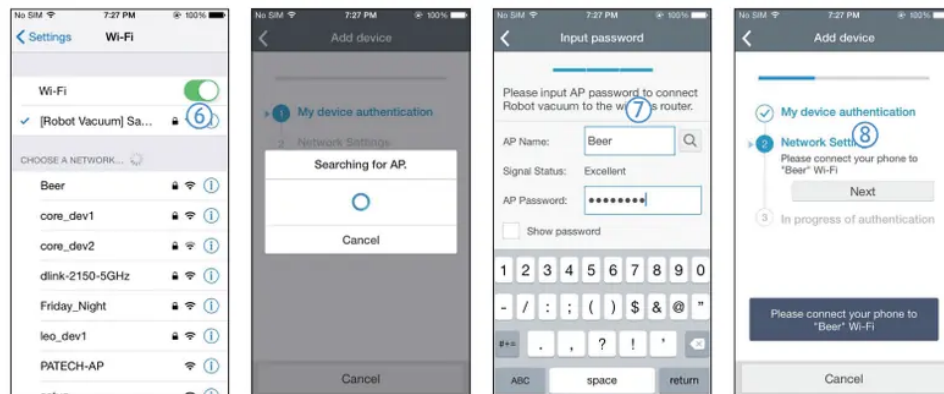 No SIM 7:27 PM 100%
Settings Wi-Fi
Wi-Fi
6
[Robot Vacuum] Sa...
CHOOSE A NETWORK...
Beer
core_dev1
core_dev2
dlink-2150-5GHz
Friday_Night
leo_dev1
PATECH-AP
No SIM 7:27 PM 100%
Add device
1 My device authentication
2 Network Settings
Searching for AP.
Cancel
Cancel
No SIM 7:27 PM 100%
Input password
Please input AP password to connect
Robot vacuum to the wi s router.
7
AP Name: Beer
Signal Status: Excellent
AP Password: ••••••••
Show password
1 2 3 4 5 6 7 8 9 0
- / : ; ( ) $ & @ "
#+= . , ? ! '
ABC space return
No SIM 7:27 PM 100%
Add device
My device authentication
8
2 Network Setti
Please connect your phone to
"Beer" Wi-Fi
Next
3 In progress of authentication
Please connect your phone to
"Beer" Wi-Fi
Cancel